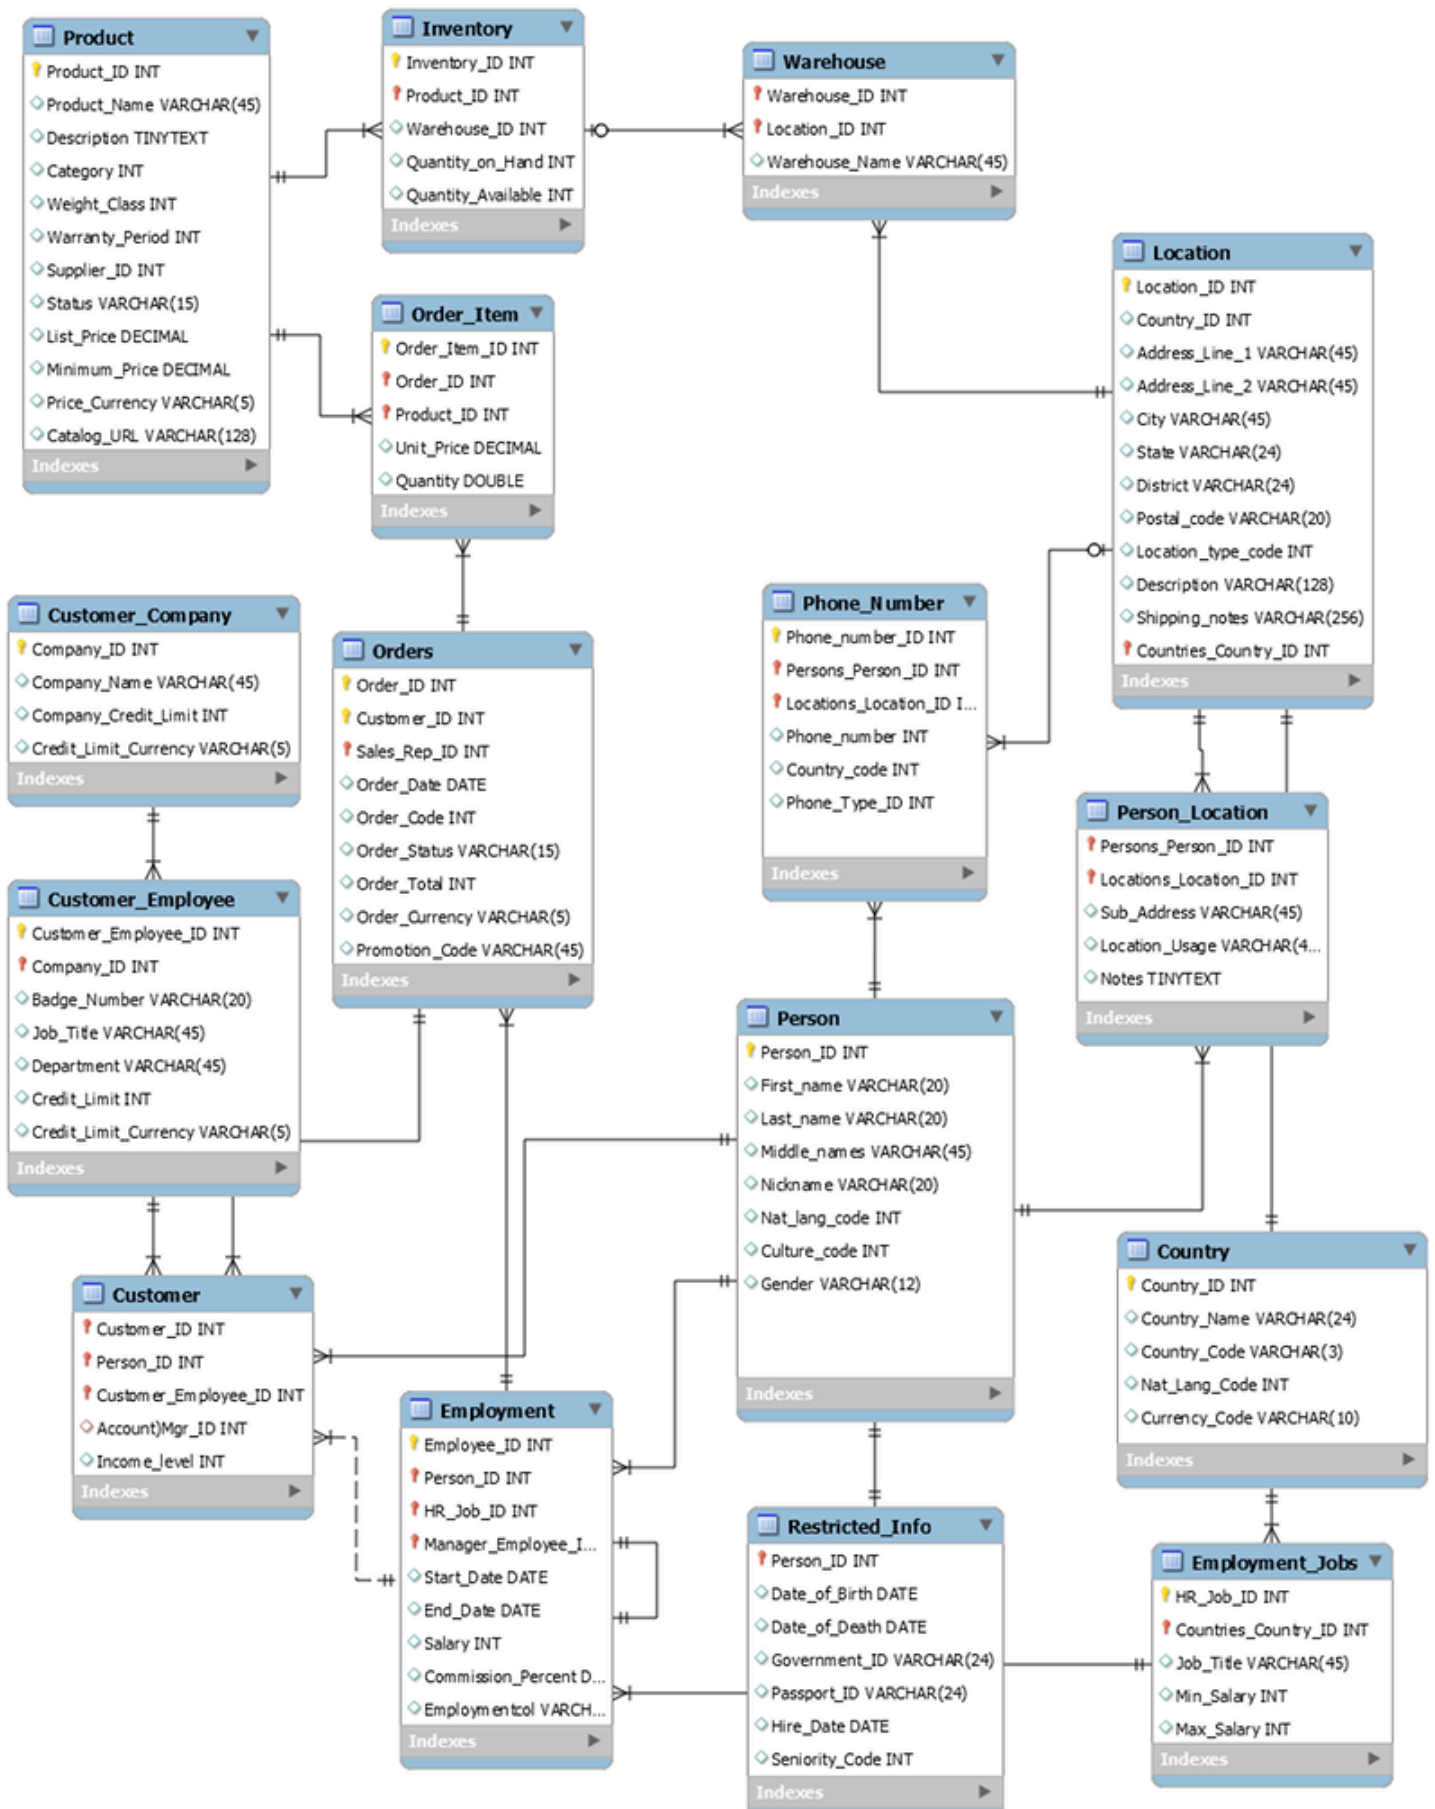 Product
Product_ID INT
Product_Name VARCHAR(45)
Description TINYTEXT
Category INT
Weight_Class INT
Warranty_Period INT
Supplier_ID INT
Status VARCHAR(15)
List_Price DECIMAL
Minimum_Price DECIMAL
Price_Currency VARCHAR(5)
Catalog_URL VARCHAR(128)
Indexes
Inventory
Inventory_ID INT
Product_ID INT
Warehouse_ID INT
Quantity_on_Hand INT
Quantity_Available INT
Indexes
Warehouse
Warehouse_ID INT
Location_ID INT
Warehouse_Name VARCHAR(45)
Indexes
Location
Location_ID INT
Country_ID INT
Address_Line_1 VARCHAR(45)
Address_Line_2 VARCHAR(45)
City VARCHAR(45)
State VARCHAR(24)
District VARCHAR(24)
Postal_code VARCHAR(20)
Location_type_code INT
Description VARCHAR(128)
Shipping_notes VARCHAR(256)
Countries_Country_ID INT
Indexes
Order_Item
Order_Item_ID INT
Order_ID INT
Product_ID INT
Unit_Price DECIMAL
Quantity DOUBLE
Indexes
Customer_Company
Company_ID INT
Company_Name VARCHAR(45)
Company_Credit_Limit INT
Credit_Limit_Currency VARCHAR(5)
Indexes
Orders
Order_ID INT
Customer_ID INT
Sales_Rep_ID INT
Order_Date DATE
Order_Code INT
Order_Status VARCHAR(15)
Order_Total INT
Order_Currency VARCHAR(5)
Promotion_Code VARCHAR(45)
Indexes
Phone_Number
Phone_number_ID INT
Persons_Person_ID INT
Locations_Location_ID I...
Phone_number INT
Country_code INT
Phone_Type_ID INT
Indexes
Person_Location
Persons_Person_ID INT
Locations_Location_ID INT
Sub_Address VARCHAR(45)
Location_Usage VARCHAR(4...
Notes TINYTEXT
Indexes
Customer_Employee
Customer_Employee_ID INT
Company_ID INT
Badge_Number VARCHAR(20)
Job_Title VARCHAR(45)
Department VARCHAR(45)
Credit_Limit INT
Credit_Limit_Currency VARCHAR(5)
Indexes
Person
Person_ID INT
First_name VARCHAR(20)
Last_name VARCHAR(20)
Middle_names VARCHAR(45)
Nickname VARCHAR(20)
Nat_lang_code INT
Culture_code INT
Gender VARCHAR(12)
Indexes
Country
Country_ID INT
Country_Name VARCHAR(24)
Country_Code VARCHAR(3)
Nat_Lang_Code INT
Currency_Code VARCHAR(10)
Indexes
Customer
Customer_ID INT
Person_ID INT
Customer_Employee_ID INT
Account)Mgr_ID INT
Income_level INT
Indexes
Employment
Employee_ID INT
Person_ID INT
HR_Job_ID INT
Manager_Employee_I...
Start_Date DATE
End_Date DATE
Salary INT
Commission_Percent D...
Employmentcol VARCH...
Indexes
Restricted_Info
Person_ID INT
Date_of_Birth DATE
Date_of_Death DATE
Government_ID VARCHAR(24)
Passport_ID VARCHAR(24)
Hire_Date DATE
Seniority_Code INT
Indexes
Employment_Jobs
HR_Job_ID INT
Countries_Country_ID INT
Job_Title VARCHAR(45)
Min_Salary INT
Max_Salary INT
Indexes